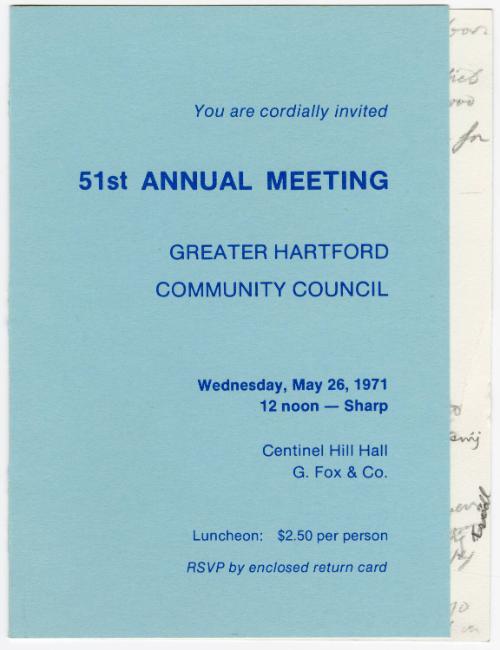 You are cordially invited
51st ANNUAL MEETING
GREATER HARTFORD
COMMUNITY COUNCIL
Wednesday, May 26, 1971
12 noon — Sharp
Centinel Hill Hall
G. Fox & Co.
Luncheon: $2.50 per person
RSVP by enclosed return card
for